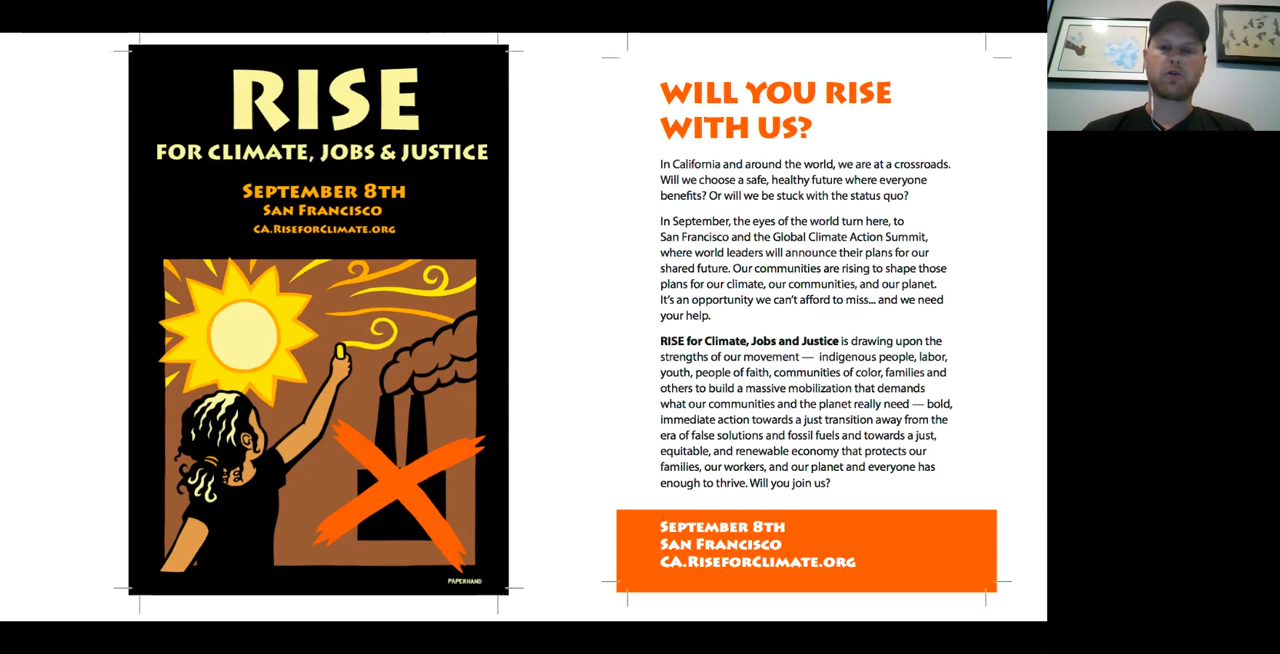 RISE
FOR CLIMATE, JOBS & JUSTICE
SEPTEMBER 8TH
SAN FRANCISCO
CA.RISEFORCLIMATE.ORG
PAPERHAND
WILL YOU RISE
WITH US?
In California and around the world, we are at a crossroads.
Will we choose a safe, healthy future where everyone
benefits? Or will we be stuck with the status quo?
In September, the eyes of the world turn here, to
San Francisco and the Global Climate Action Summit,
where world leaders will announce their plans for our
shared future. Our communities are rising to shape those
plans for our climate, our communities, and our planet.
It's an opportunity we can't afford to miss... and we need
your help.
RISE for Climate, Jobs and Justice is drawing upon the
strengths of our movement — indigenous people, labor,
youth, people of faith, communities of color, families and
others to build a massive mobilization that demands
what our communities and the planet really need — bold,
immediate action towards a just transition away from the
era of false solutions and fossil fuels and towards a just,
equitable, and renewable economy that protects our
families, our workers, and our planet and everyone has
enough to thrive. Will you join us?
SEPTEMBER 8TH
SAN FRANCISCO
CA.RISEFORCLIMATE.ORG